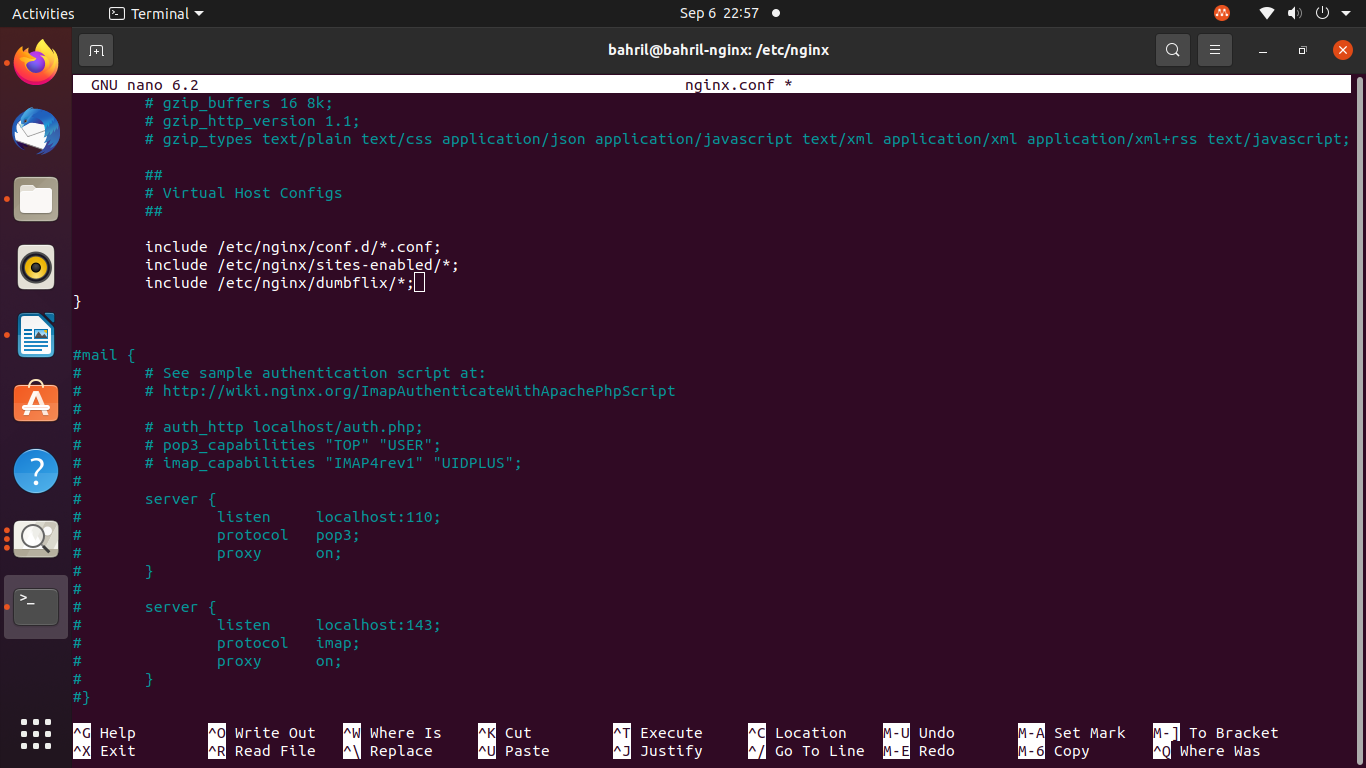 Activities Terminal Sep 6 22:57
bahril@bahril-nginx: /etc/nginx
GNU nano 6.2 nginx.conf *
# gzip_buffers 16 8k;
# gzip_http_version 1.1;
# gzip_types text/plain text/css application/json application/javascript text/xml application/xml application/xml+rss text/javascript;
##
# Virtual Host Configs
##
include /etc/nginx/conf.d/*.conf;
include /etc/nginx/sites-enabled/*;
include /etc/nginx/dumbflix/*;
}
#mail {
# # See sample authentication script at:
# # http://wiki.nginx.org/ImapAuthenticateWithApachePhpScript
#
# # auth_http localhost/auth.php;
# # pop3_capabilities "TOP" "USER";
# # imap_capabilities "IMAP4rev1" "UIDPLUS";
#
# server {
# listen localhost:110;
# protocol pop3;
# proxy on;
# }
#
# server {
# listen localhost:143;
# protocol imap;
# proxy on;
# }
#}
^G Help ^O Write Out ^W Where Is ^K Cut ^T Execute ^C Location M-U Undo M-A Set Mark M-] To Bracket
^X Exit ^R Read File ^\ Replace ^U Paste ^J Justify ^/ Go To Line M-E Redo M-6 Copy ^Q Where Was